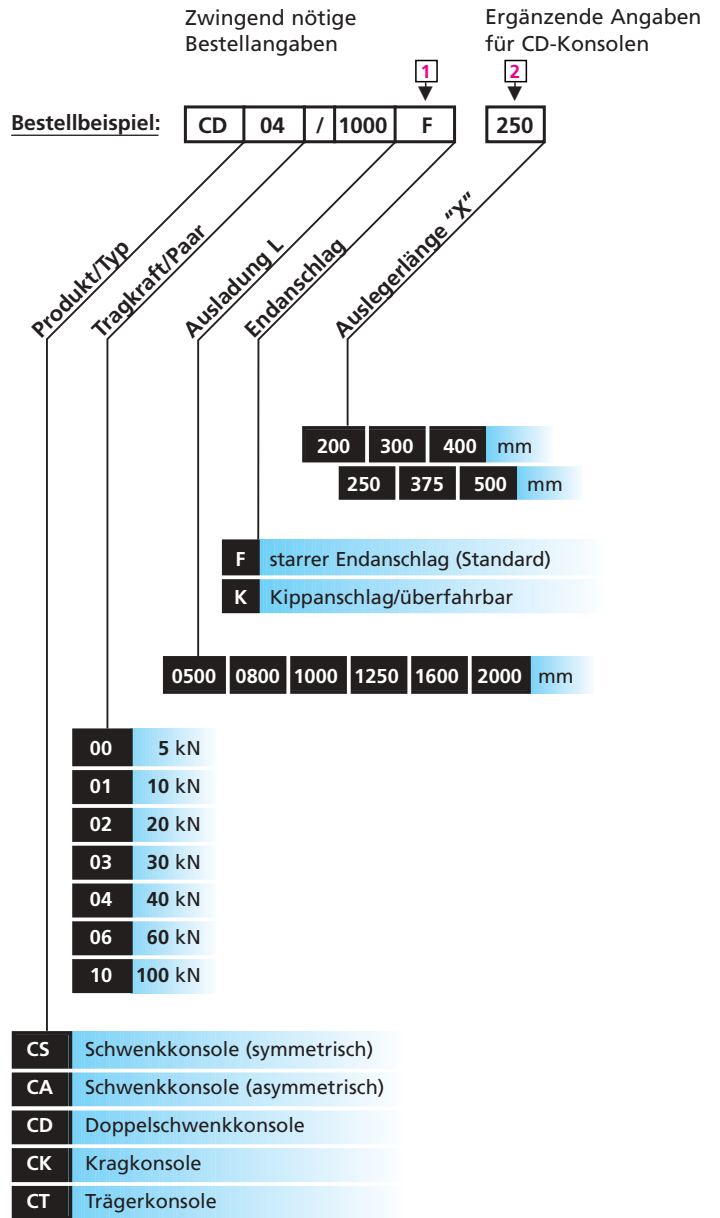 Zwingend nötige
Bestellangaben
Ergänzende Angaben
für CD-Konsolen
1
2
Bestellbeispiel: CD 04 / 1000 F 250
Produkt/Typ
Tragkraft/Paar
Ausladung L
Endanschlag
Auslegerlänge "X"
200 300 400 mm
250 375 500 mm
F starrer Endanschlag (Standard)
K Kippanschlag/überfahrbar
0500 0800 1000 1250 1600 2000 mm
00 5 kN
01 10 kN
02 20 kN
03 30 kN
04 40 kN
06 60 kN
10 100 kN
CS Schwenkkonsole (symmetrisch)
CA Schwenkkonsole (asymmetrisch)
CD Doppelschwenkkonsole
CK Kragkonsole
CT Trägerkonsole